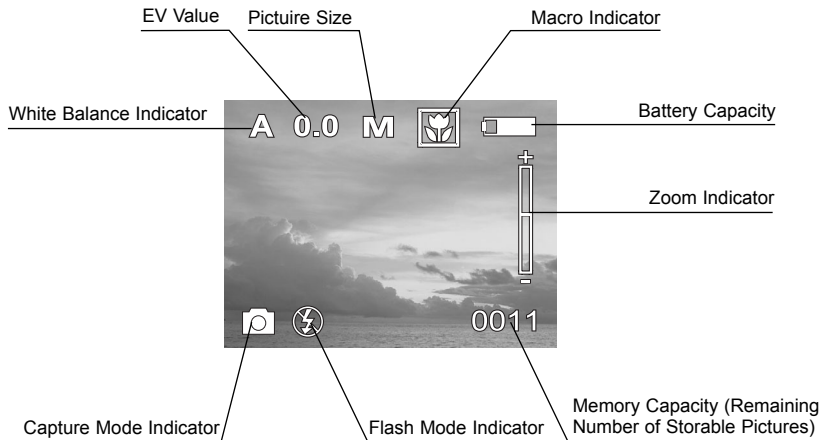 EV Value
Pictuire Size
Macro Indicator
White Balance Indicator
Battery Capacity
A 0.0 M
+
Zoom Indicator
-
0011
Capture Mode Indicator
Flash Mode Indicator
Memory Capacity (Remaining
Number of Storable Pictures)